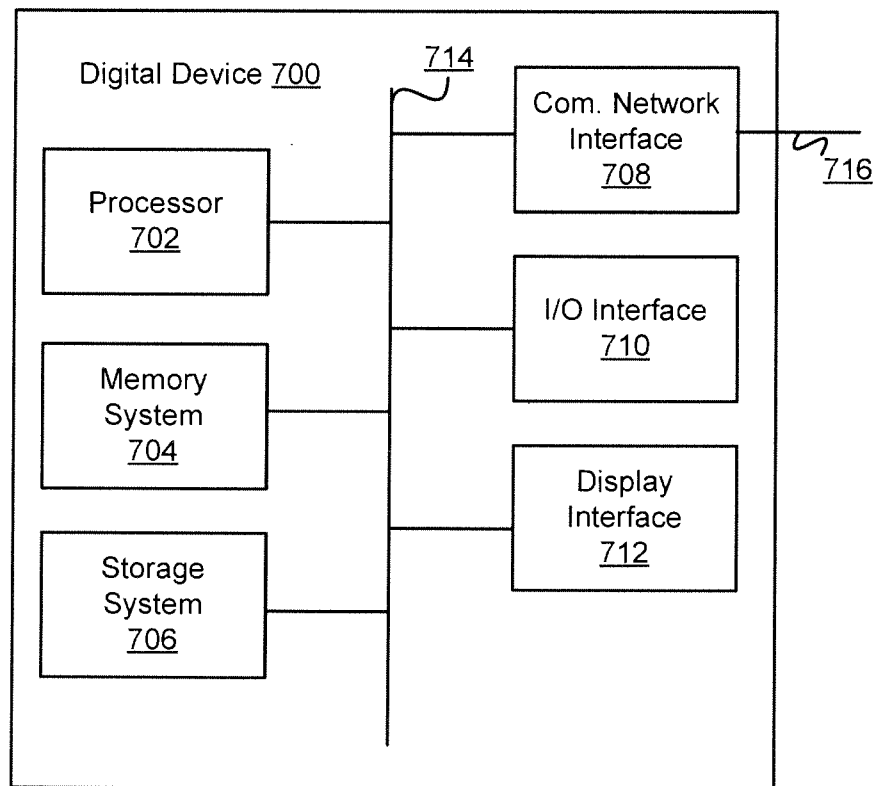 Digital Device 700
714
Com. Network
Interface
708
716
Processor
702
I/O Interface
710
Memory
System
704
Display
Interface
712
Storage
System
706